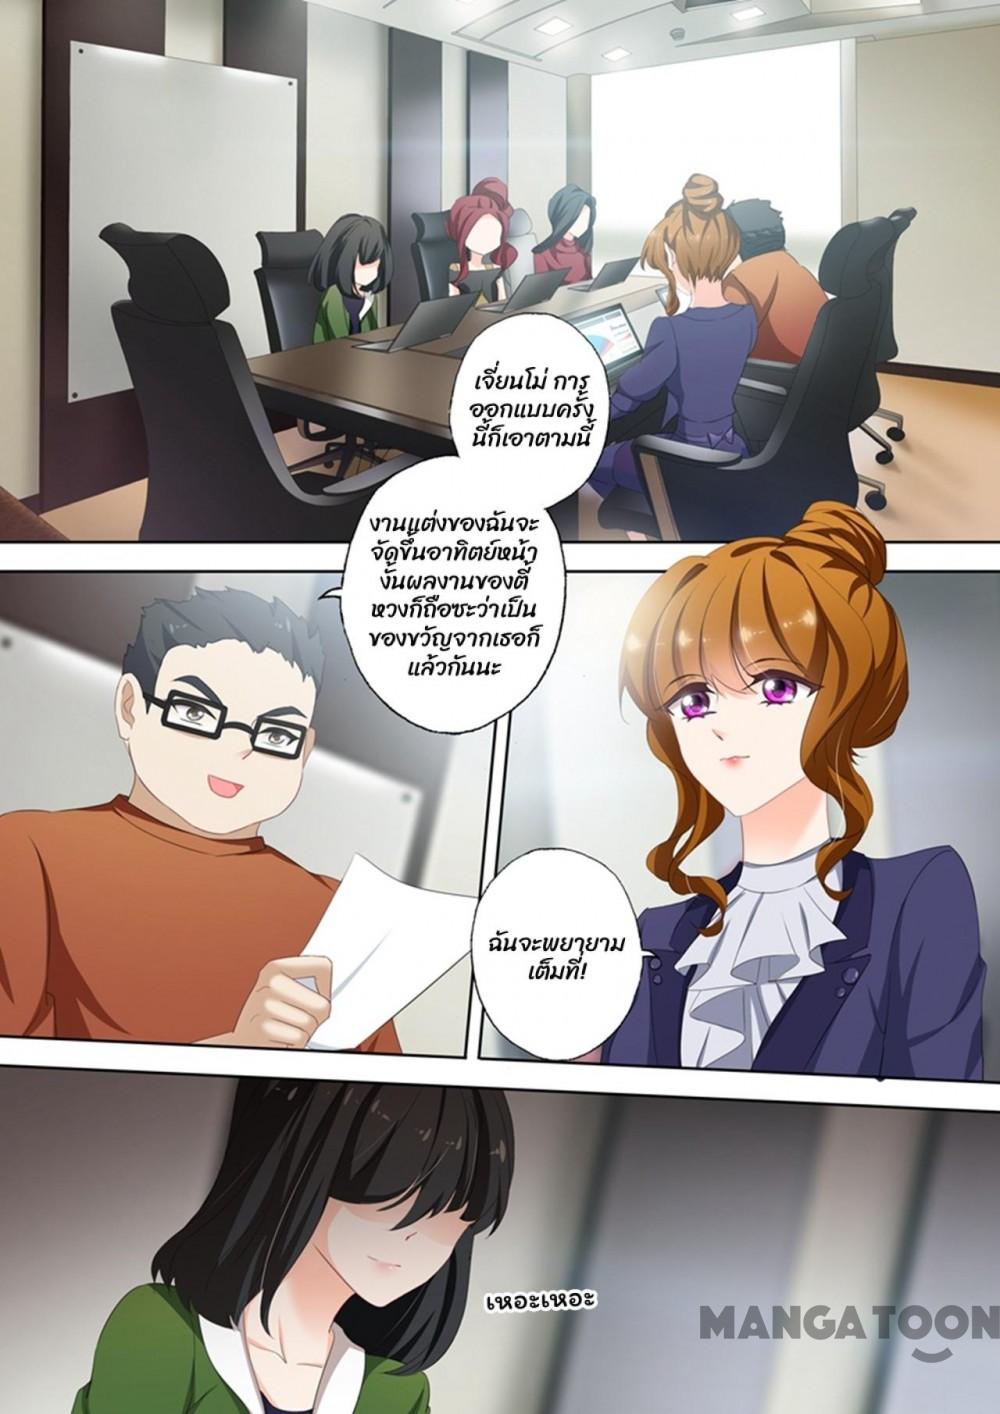 เจี่ยนโม่ การ
ออกแบบครั้ง
นี้ก็เอาตามนี้
งานแต่งของฉันจะ
จัดขึ้นอาทิตย์หน้า
งั้นผลงานของตี้
หวงก็ถือซะว่าเป็น
ของขวัญจากเธอก็
แล้วกันนะ
ฉันจะพยายาม
เต็มที่!
เหอะเหอะ
MANGATOON